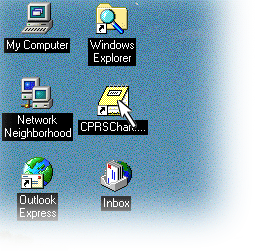 My Computer
Windows
Explorer
Network
Neighborhood
CPRSChart....
Outlook
Express
Inbox